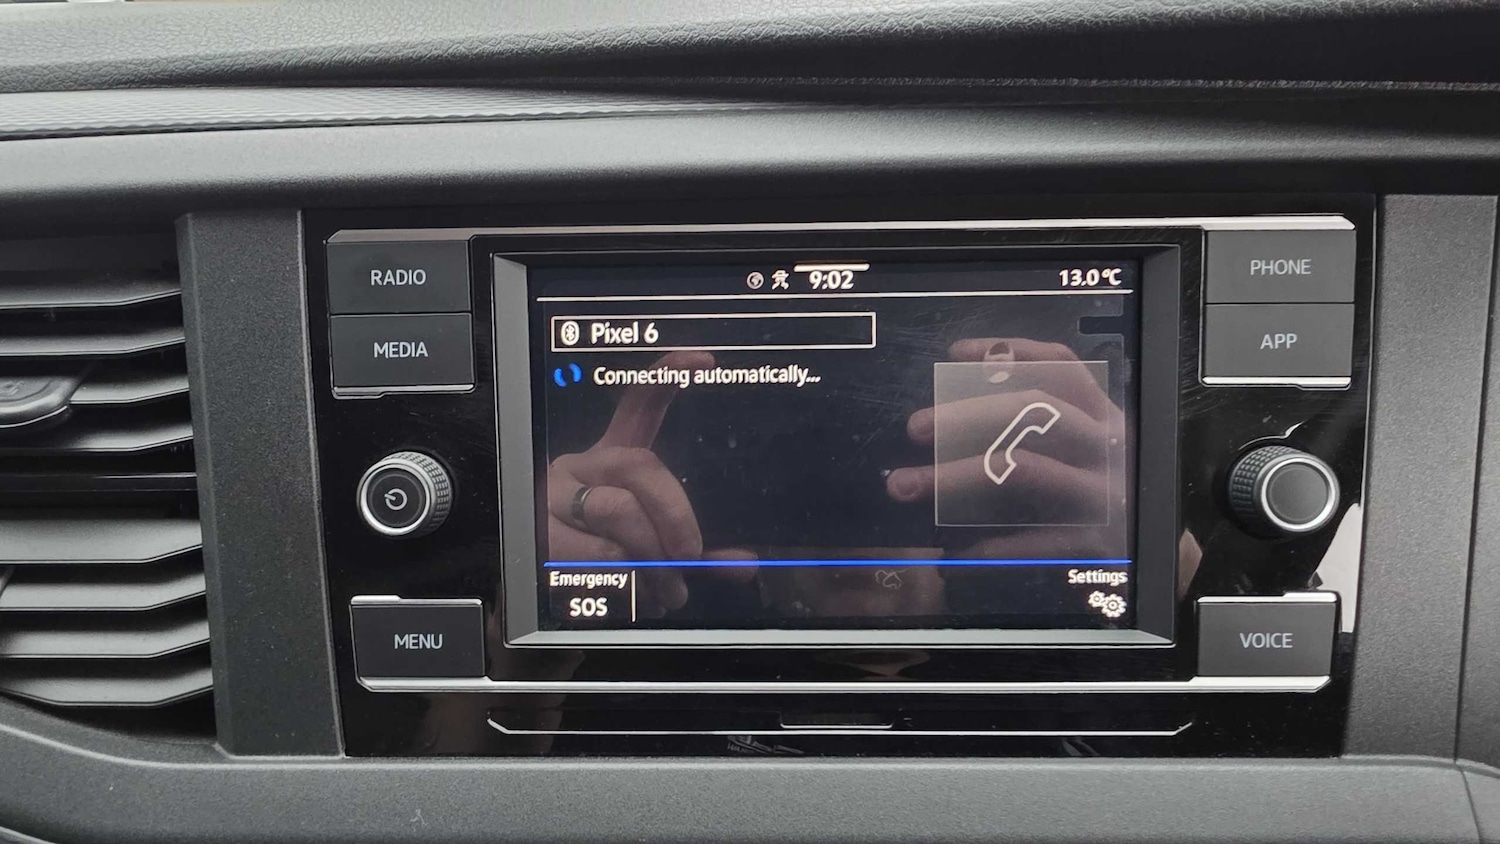 RADIO
MEDIA
MENU
9:02
13.0°C
Pixel 6
Connecting automatically...
Emergency
SOS
Settings
PHONE
APP
VOICE